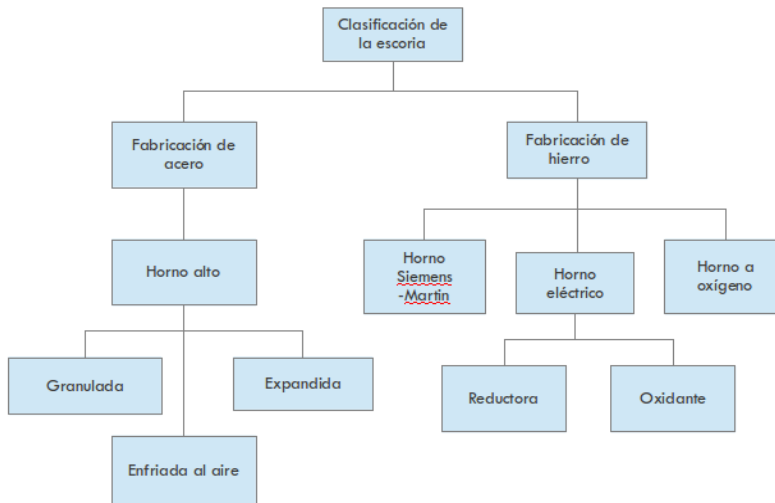 Clasificación de
la escoria
Fabricación de
acero
Fabricación de
hierro
Horno alto
Horno
Siemens
-Martin
Horno
eléctrico
Horno a
oxígeno
Granulada
Expandida
Reductora
Oxidante
Enfriada al aire